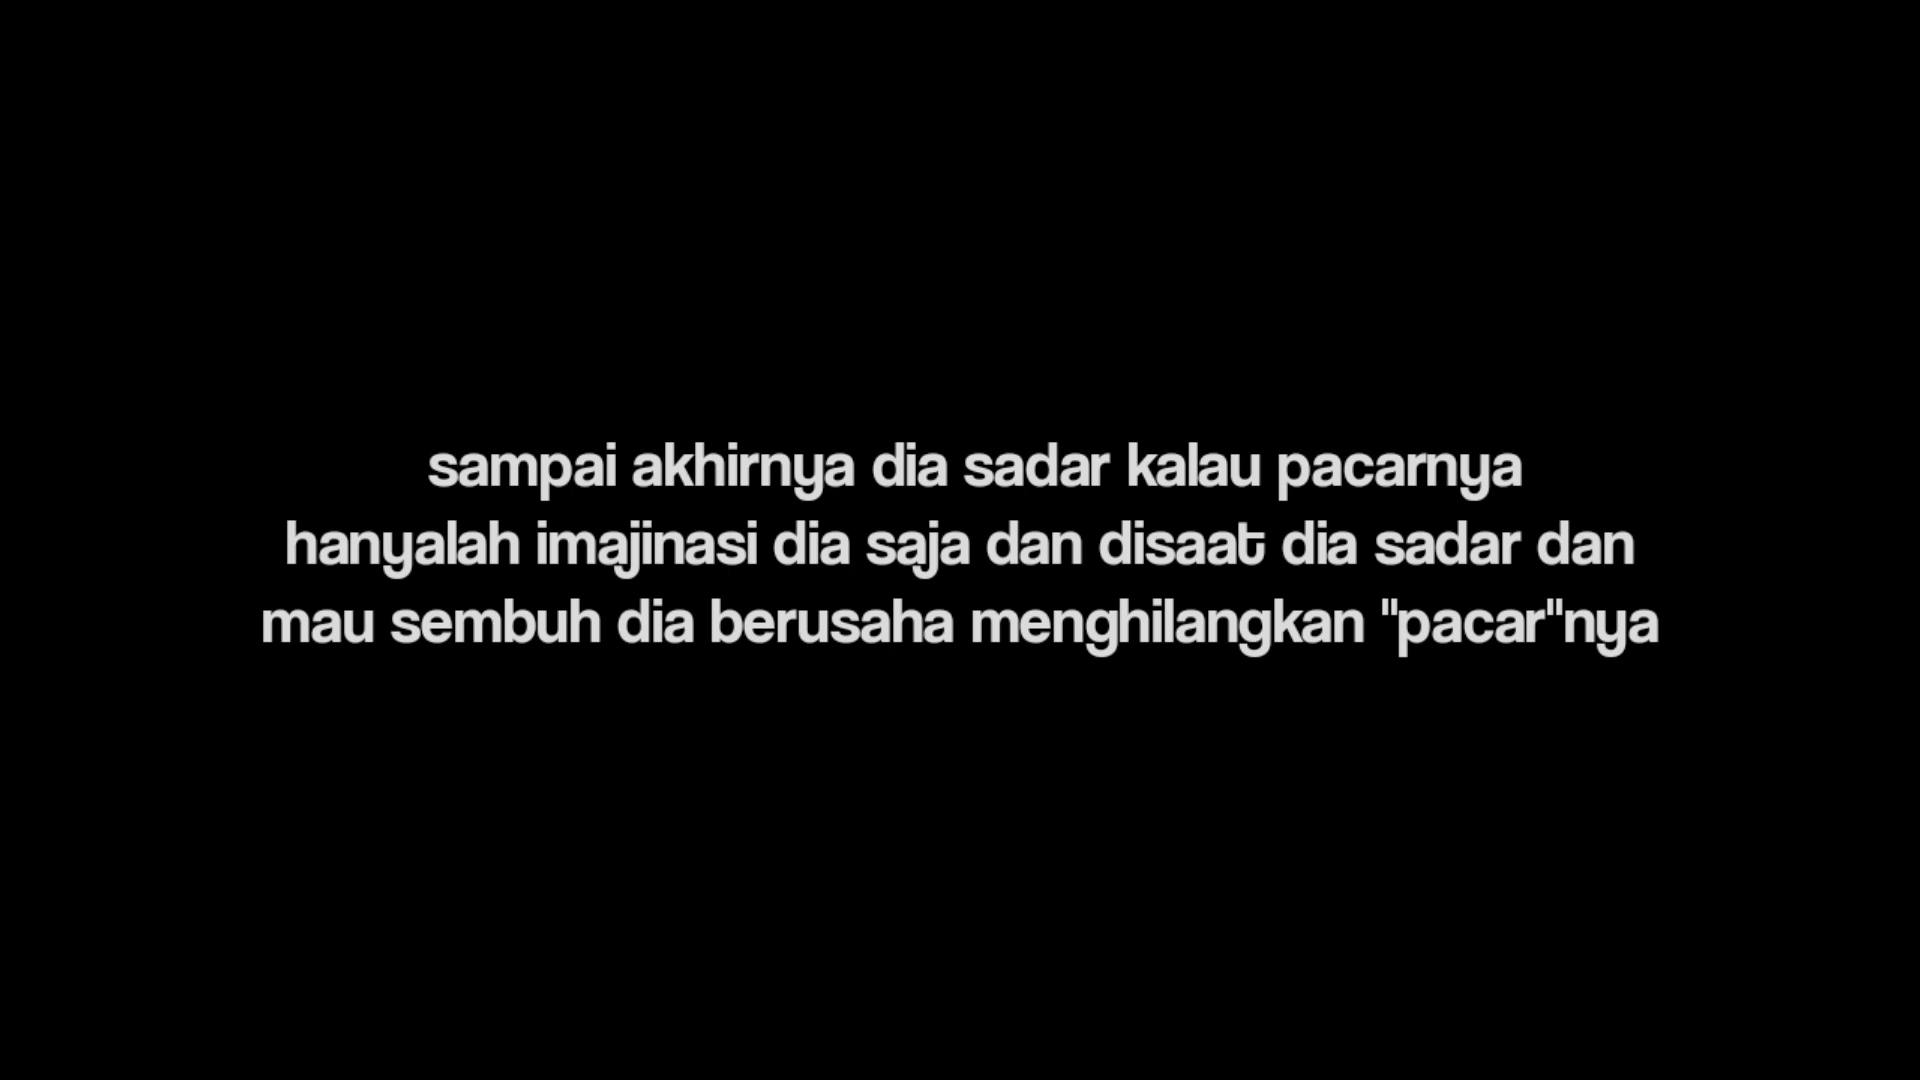 sampai akhirnya dia sadar kalau pacarnya
hanyalah imajinasi dia saja dan disaat dia sadar dan
mau sembuh dia berusaha menghilangkan "pacar"nya